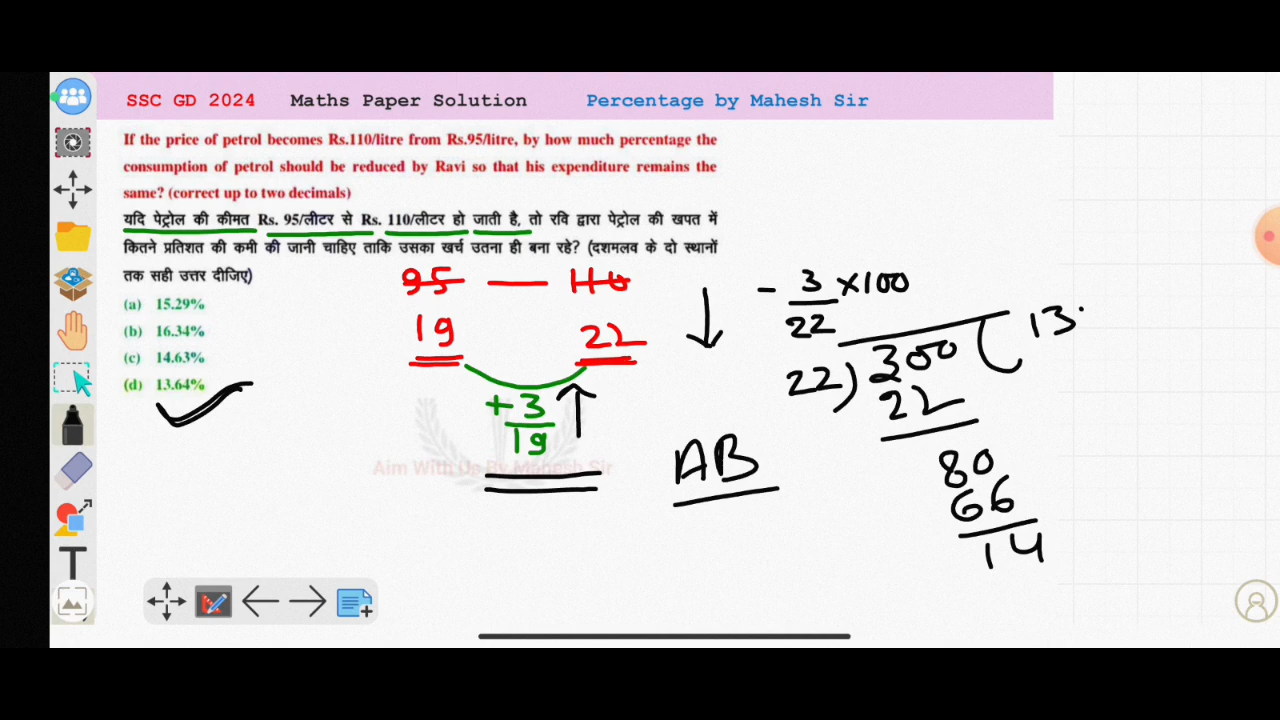 SSC GD 2024 Maths Paper Solution Percentage by Mahesh Sir
If the price of petrol becomes Rs.110/litre from Rs.95/litre, by how much percentage the
consumption of petrol should be reduced by Ravi so that his expenditure remains the
same? (correct up to two decimals)
यदि पेट्रोल की कीमत Rs. 95/लीटर से Rs. 110/लीटर हो जाती है, तो रवि द्वारा पेट्रोल की खपत में
कितने प्रतिशत की कमी की जानी चाहिए ताकि उसका खर्च उतना ही बना रहे? (दशमलव के दो स्थानों
तक सही उत्तर दीजिए)
(a) 15.29%
(b) 16.34%
(c) 14.63%
(d) 13.64%
95 — 110
19 22
+3
19
Aim With Us By Mahesh Sir
AB
- 3 ×100
22
22) 300 ( 13.
22
80
66
14
T